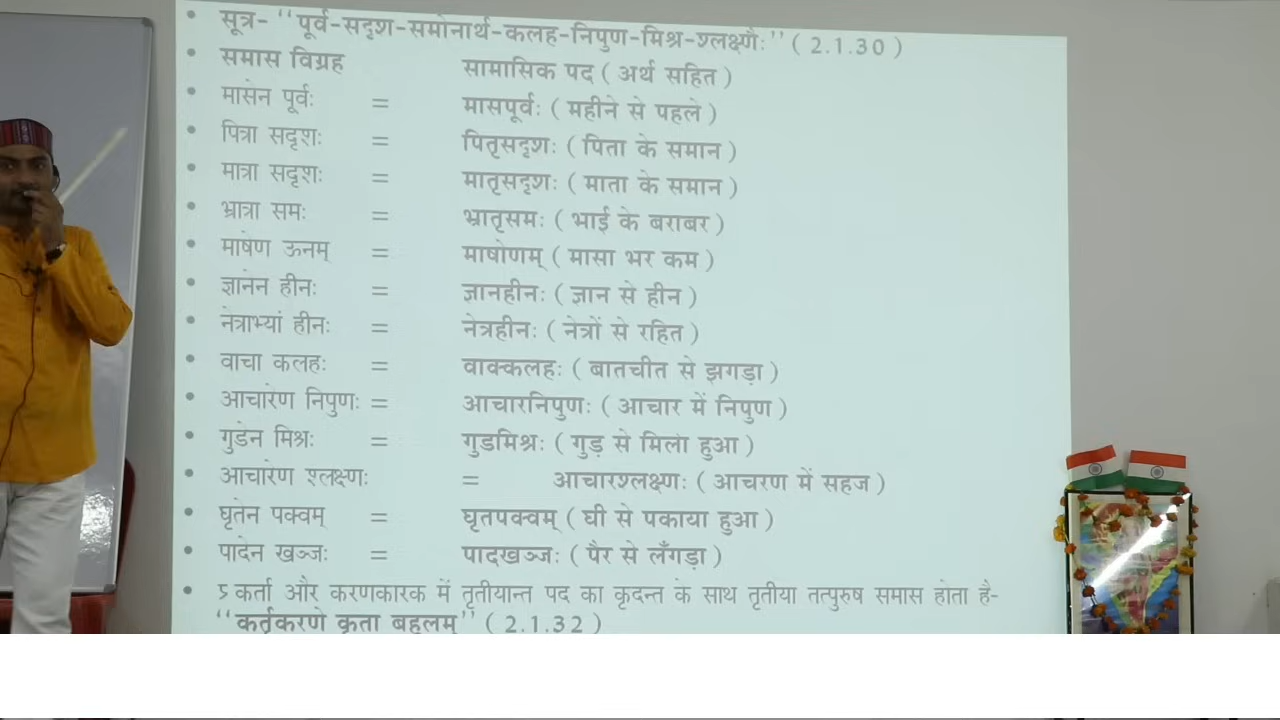 • सूत्र- ‘‘पूर्व-सदृश-समोनार्थ-कलह-निपुण-मिश्र-श्लक्ष्णैः’’ ( 2.1.30 )
• समास विग्रह सामासिक पद ( अर्थ सहित )
• मासेन पूर्वः = मासपूर्वः ( महीने से पहले )
• पित्रा सदृशः = पितृसदृशः ( पिता के समान )
• मात्रा सदृशः = मातृसदृशः ( माता के समान )
• भ्रात्रा समः = भ्रातृसमः ( भाई के बराबर )
• माषेण ऊनम् = माषोणम् ( मासा भर कम )
• ज्ञानेन हीनः = ज्ञानहीनः ( ज्ञान से हीन )
• नेत्राभ्यां हीनः = नेत्रहीनः ( नेत्रों से रहित )
• वाचा कलहः = वाक्कलहः ( बातचीत से झगड़ा )
• आचारेण निपुणः = आचारनिपुणः ( आचार में निपुण )
• गुडेन मिश्रः = गुडमिश्रः ( गुड़ से मिला हुआ )
• आचारेण श्लक्ष्णः = आचारश्लक्ष्णः ( आचरण में सहज )
• घृतेन पक्वम् = घृतपक्वम् ( घी से पकाया हुआ )
• पादेन खञ्जः = पादखञ्जः ( पैर से लँगड़ा )
• ऽ कर्ता और करणकारक में तृतीयान्त पद का कृदन्त के साथ तृतीया तत्पुरुष समास होता है-
‘‘कर्तृकरणे कृता बहुलम्’’ ( 2.1.32 )